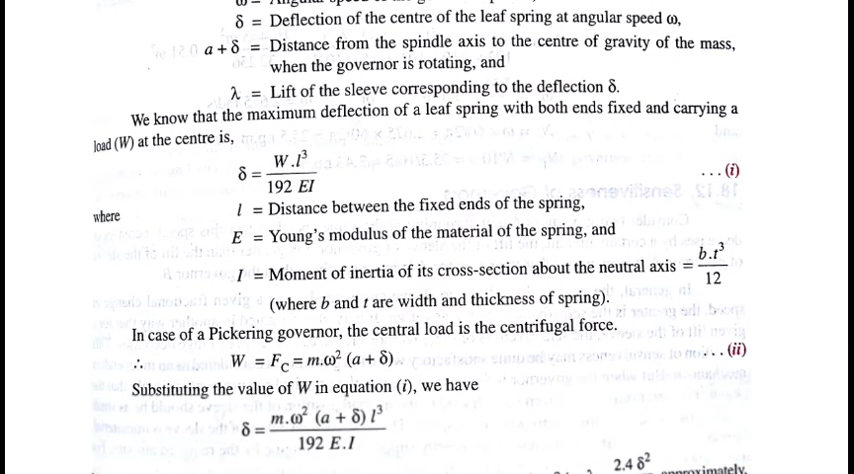 δ = Deflection of the centre of the leaf spring at angular speed ω,
a + δ = Distance from the spindle axis to the centre of gravity of the mass,
when the governor is rotating, and
λ = Lift of the sleeve corresponding to the deflection δ.
We know that the maximum deflection of a leaf spring with both ends fixed and carrying a
load (W) at the centre is,
δ = W.l³ / 192 EI ...(i)
where l = Distance between the fixed ends of the spring,
E = Young's modulus of the material of the spring, and
I = Moment of inertia of its cross-section about the neutral axis = b.t³ / 12
(where b and t are width and thickness of spring).
In case of a Pickering governor, the central load is the centrifugal force.
∴ W = F_C = m.ω² (a + δ) ...(ii)
Substituting the value of W in equation (i), we have
δ = m.ω² (a + δ) l³ / 192 E.I
2.4 δ² approximately.